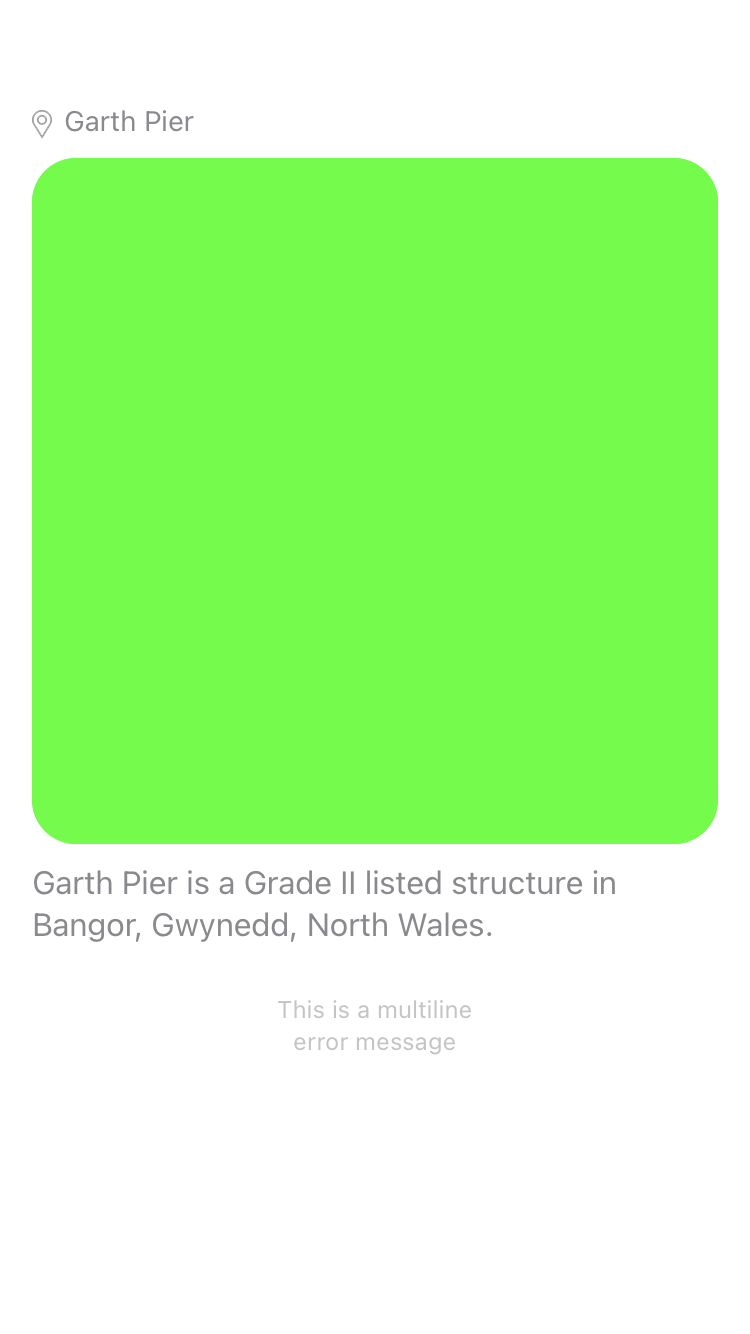 Garth Pier
Garth Pier is a Grade II listed structure in
Bangor, Gwynedd, North Wales.
This is a multiline
error message